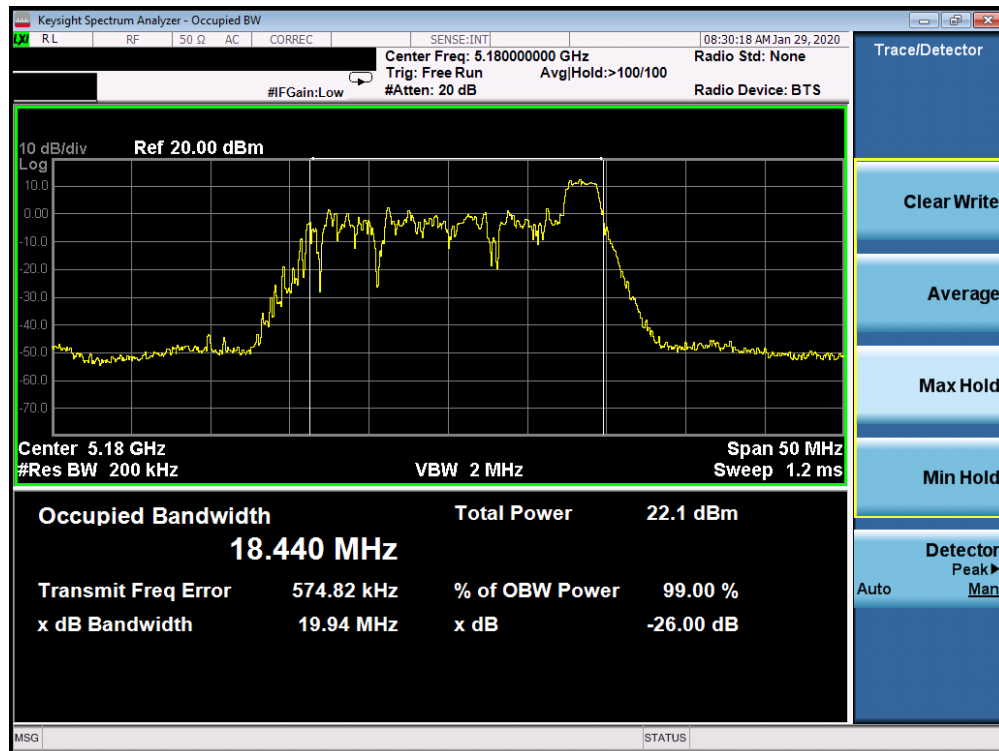 Keysight Spectrum Analyzer - Occupied BW
LXI RL RF 50 Ω AC CORREC SENSE:INT 08:30:18 AM Jan 29, 2020
Center Freq: 5.180000000 GHz Radio Std: None
Trig: Free Run Avg|Hold:>100/100
#IFGain:Low #Atten: 20 dB Radio Device: BTS
Trace/Detector
10 dB/div Ref 20.00 dBm
Log
10.0
0.00
-10.0
-20.0
-30.0
-40.0
-50.0
-60.0
-70.0
Center 5.18 GHz Span 50 MHz
#Res BW 200 kHz VBW 2 MHz Sweep 1.2 ms
Occupied Bandwidth Total Power 22.1 dBm
18.440 MHz
Transmit Freq Error 574.82 kHz % of OBW Power 99.00 %
x dB Bandwidth 19.94 MHz x dB -26.00 dB
Clear Write
Average
Max Hold
Min Hold
Detector
Peak▶
Auto Man
MSG STATUS